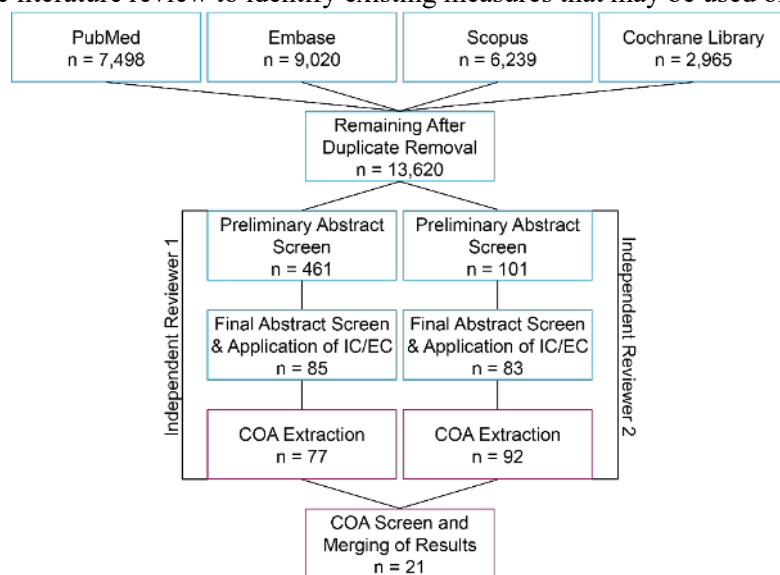 e literature review to identify existing measures that may be used or
PubMed
n = 7,498
Embase
n = 9,020
Scopus
n = 6,239
Cochrane Library
n = 2,965
Remaining After
Duplicate Removal
n = 13,620
Independent Reviewer 1
Preliminary Abstract
Screen
n = 461
Final Abstract Screen
& Application of IC/EC
n = 85
COA Extraction
n = 77
Preliminary Abstract
Screen
n = 101
Final Abstract Screen
& Application of IC/EC
n = 83
COA Extraction
n = 92
Independent Reviewer 2
COA Screen and
Merging of Results
n = 21